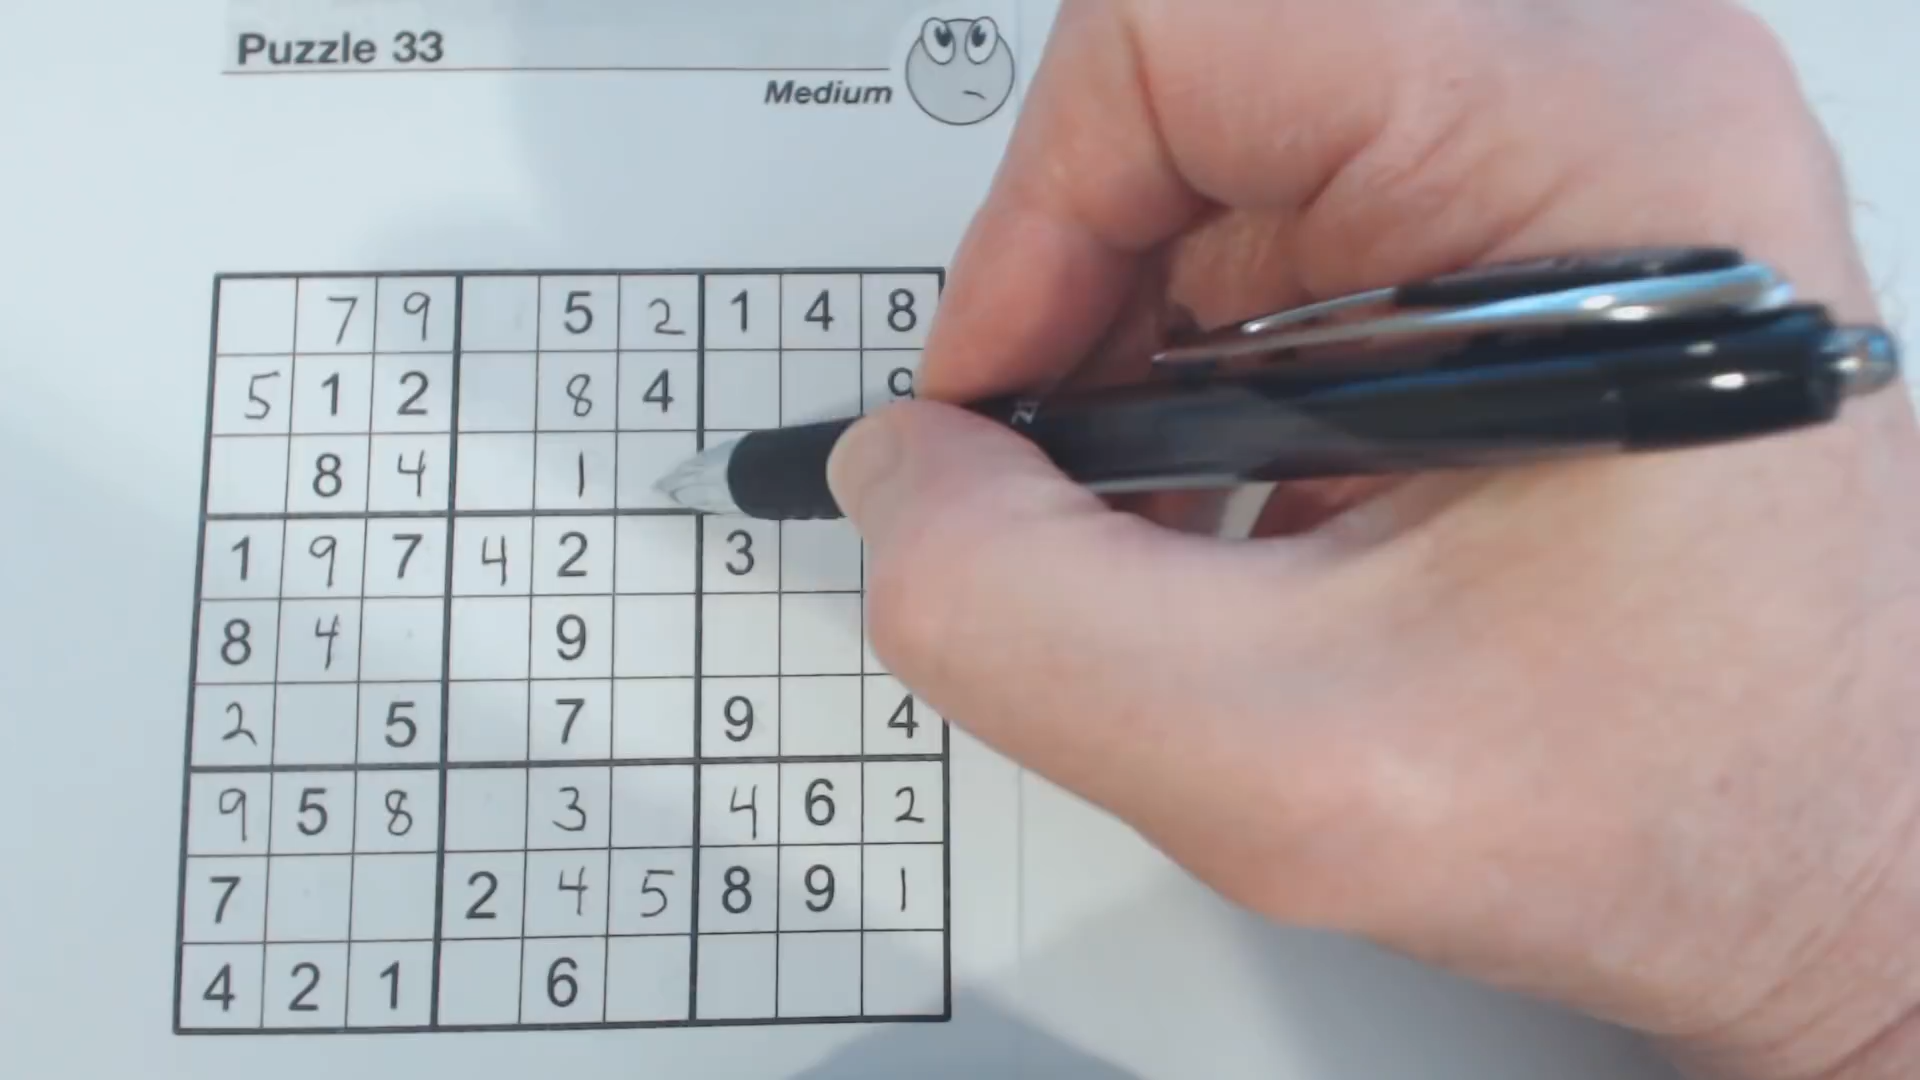 Puzzle 33
Medium
7 9 5 2 1 4 8
5 1 2 8 4 9
8 4 1
1 9 7 4 2 3
8 4 9
2 5 7 9 4
9 5 8 3 4 6 2
7 2 4 5 8 9 1
4 2 1 6